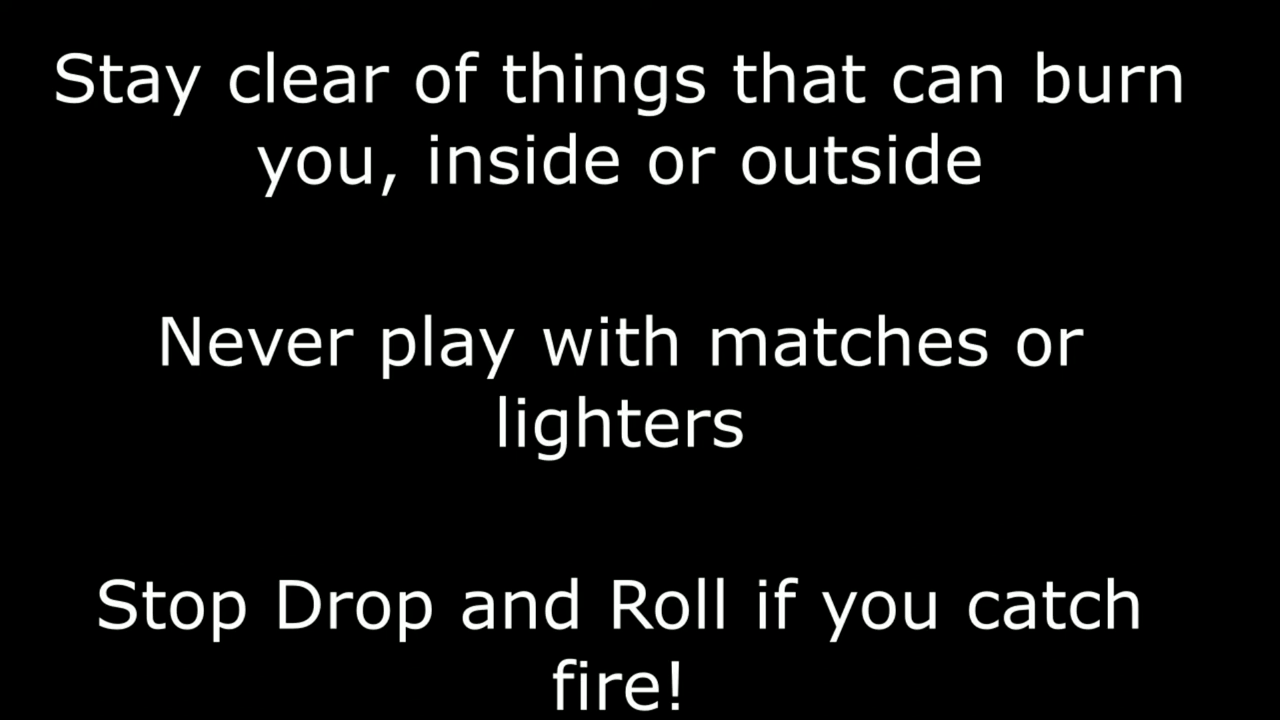 Stay clear of things that can burn
you, inside or outside
Never play with matches or
lighters
Stop Drop and Roll if you catch
fire!